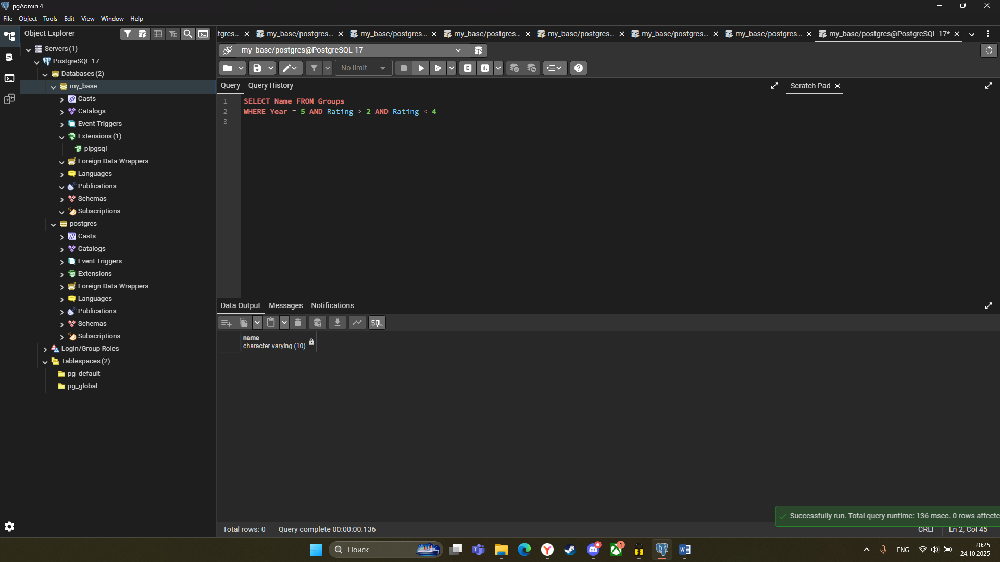 pgAdmin 4
File Object Tools Edit View Window Help
Object Explorer
tgres...
my_base/postgres...
my_base/postgres...
my_base/postgres...
my_base/postgres...
my_base/postgres...
my_base/postgres...
my_base/postgres@PostgreSQL 17*
Servers (1)
PostgreSQL 17
Databases (2)
my_base
Casts
Catalogs
Event Triggers
Extensions (1)
plpgsql
Foreign Data Wrappers
Languages
Publications
Schemas
Subscriptions
postgres
Casts
Catalogs
Event Triggers
Extensions
Foreign Data Wrappers
Languages
Publications
Schemas
Subscriptions
Login/Group Roles
Tablespaces (2)
pg_default
pg_global
my_base/postgres@PostgreSQL 17
No limit
E
Query Query History
Scratch Pad
1 SELECT Name FROM Groups
2 WHERE Year = 5 AND Rating > 2 AND Rating < 4
3
Data Output Messages Notifications
SQL
name
character varying (10)
Successfully run. Total query runtime: 136 msec. 0 rows affecte
Total rows: 0 Query complete 00:00:00.136
CRLF Ln 2, Col 45
Поиск
1
W
ENG
20:25
24.10.2025